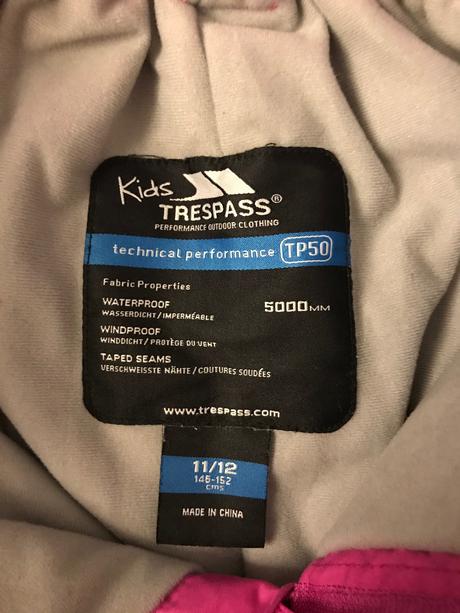 Kids
TRESPASS®
PERFORMANCE OUTDOOR CLOTHING
technical performance TP50
Fabric Properties
WATERPROOF 5000MM
WASSERDICHT/IMPERMÉABLE
WINDPROOF
WINDDICHT/PROTÈGE DU VENT
TAPED SEAMS
VERSCHWEISSTE NÄHTE/COUTURES SOUDÉES
www.trespass.com
11/12
146-152
cms
MADE IN CHINA